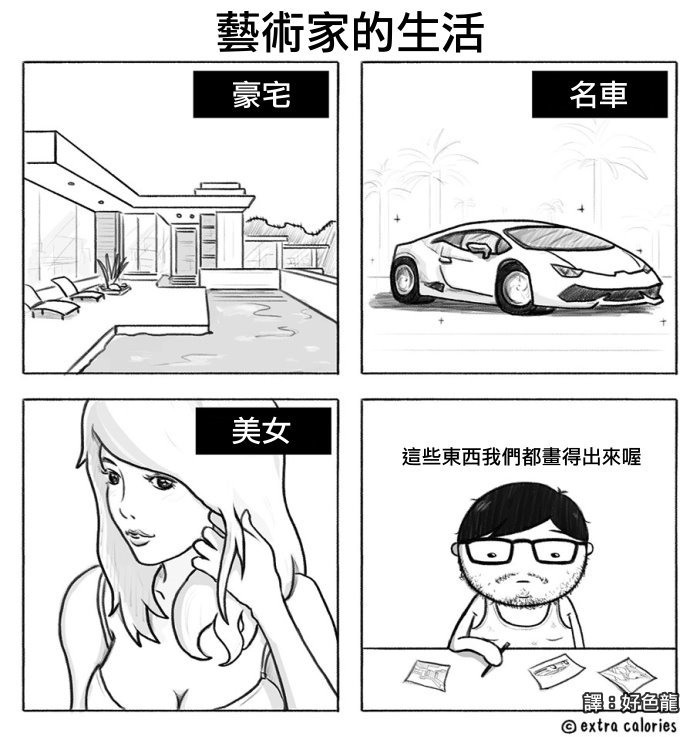 藝術家的生活
豪宅
名車
美女
這些東西我們都畫得出來喔
譯：好色龍
© extra calories